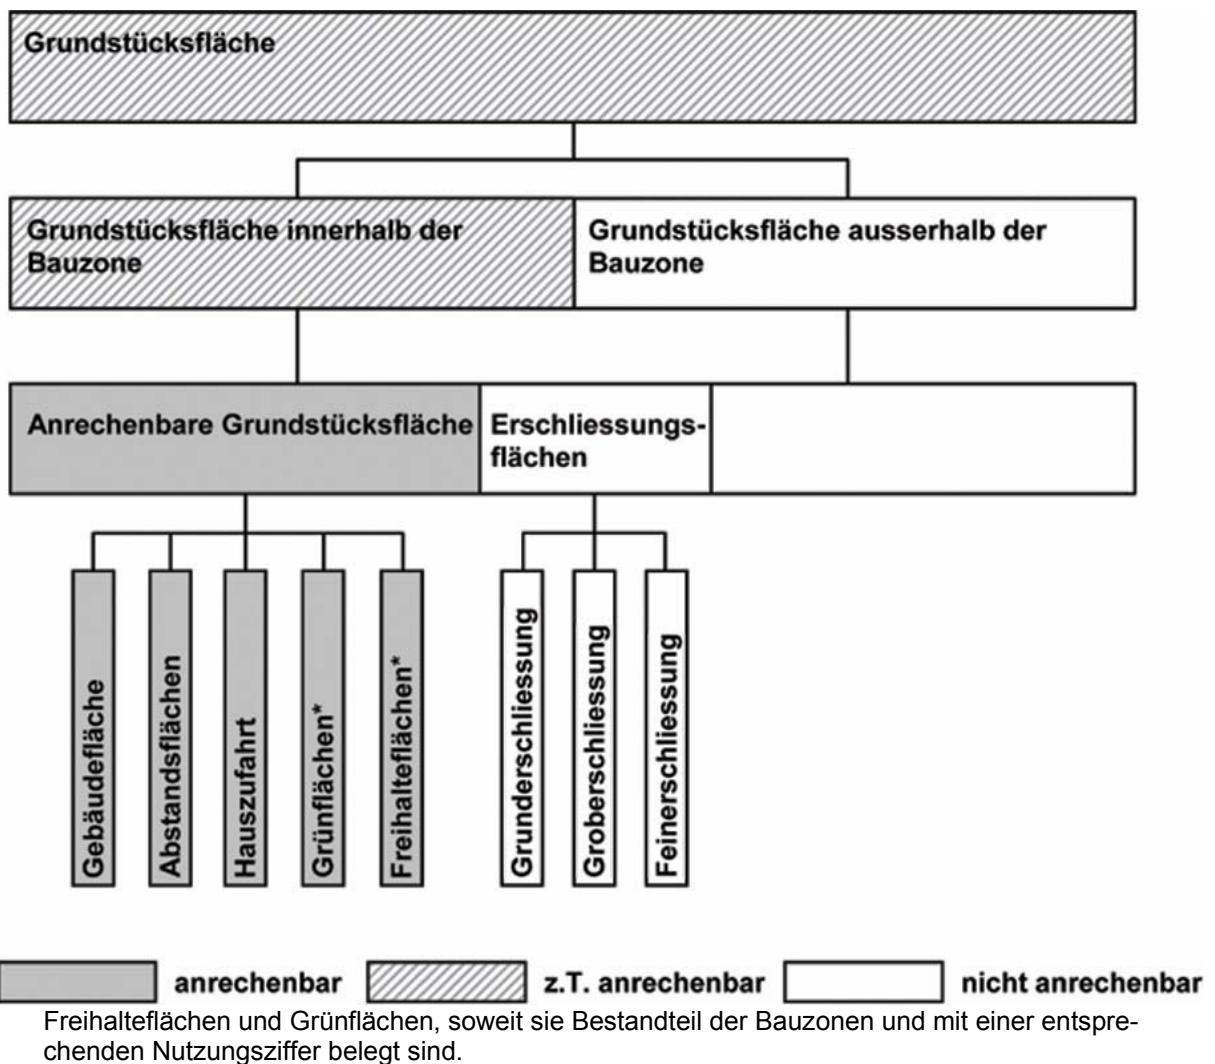 Grundstücksfläche
Grundstücksfläche innerhalb der
Bauzone
Grundstücksfläche ausserhalb der
Bauzone
Anrechenbare Grundstücksfläche
Erschliessungs-
flächen
Gebäudefläche
Abstandsflächen
Hauszufahrt
Grünflächen*
Freihalteflächen*
Grunderschliessung
Groberschliessung
Feinerschliessung
anrechenbar
z.T. anrechenbar
nicht anrechenbar
Freihalteflächen und Grünflächen, soweit sie Bestandteil der Bauzonen und mit einer entspre-
chenden Nutzungsziffer belegt sind.